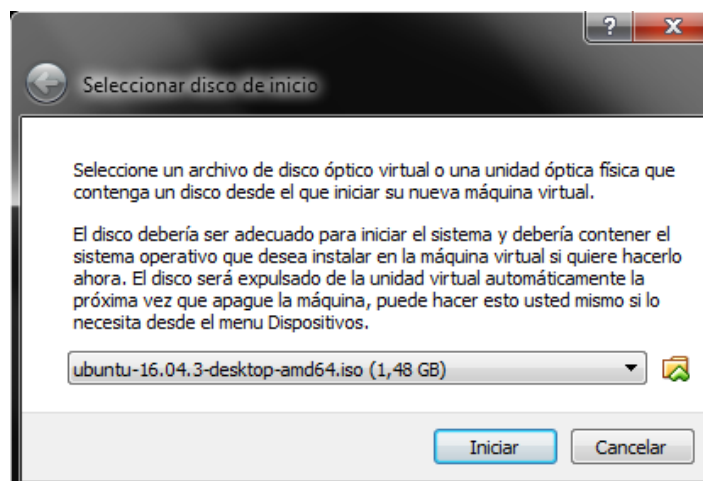 ?
X
Seleccionar disco de inicio
Seleccione un archivo de disco óptico virtual o una unidad óptica física que
contenga un disco desde el que iniciar su nueva máquina virtual.
El disco debería ser adecuado para iniciar el sistema y debería contener el
sistema operativo que desea instalar en la máquina virtual si quiere hacerlo
ahora. El disco será expulsado de la unidad virtual automáticamente la
próxima vez que apague la máquina, puede hacer esto usted mismo si lo
necesita desde el menu Dispositivos.
ubuntu-16.04.3-desktop-amd64.iso (1,48 GB)
Iniciar Cancelar